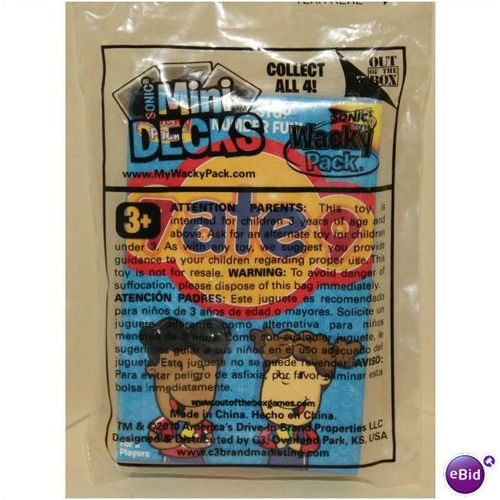 TEAR HERE
COLLECT
ALL 4!
OUT
OF THE
BOX
SONIC®
Mini
DECKS
NUMBER FUN!
SONIC®
Wacky
Pack®
www.MyWackyPack.com
3+
ATTENTION PARENTS: This toy is
intended for children 3 years of age and
above. Ask for an alternate toy for children
under 3. As with any toy, we suggest you provide
guidance to your children regarding proper use. This
toy is not for resale. WARNING: To avoid danger of
suffocation, please dispose of this bag immediately.
ATENCIÓN PADRES: Este juguete es recomendado
para niños de 3 años de edad o mayores. Solicite un
juguete diferente como alternativa para niños
menores de 3 años. Como con cualquier juguete, le
sugerimos guiar a sus niños en el uso adecuado del
juguete. Este juguete no se puede revender. AVISO:
Para evitar peligro de asfixia, por favor eliminar esta
bolsa inmediatamente.
www.outoftheboxgames.com
Made in China. Hecho en China.
TM & ©2010 America's Drive-In Brand Properties LLC
Designed & Distributed by C3, Overland Park, KS, USA
www.c3brandmarketing.com
for 2
Players
eBid